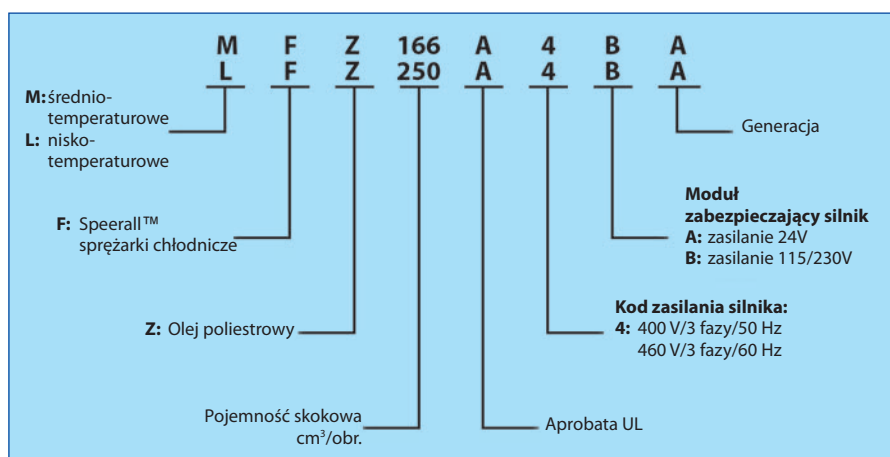 M F Z 166 A 4 B A
L F Z 250 A 4 B A
M: średnio-
temperaturowe
L: nisko-
temperaturowe
Generacja
F: Speerall™
sprężarki chłodnicze
Moduł
zabezpieczający silnik
A: zasilanie 24V
B: zasilanie 115/230V
Z: Olej poliestrowy
Kod zasilania silnika:
4: 400 V/3 fazy/50 Hz
460 V/3 fazy/60 Hz
Pojemność skokowa
cm³/obr.
Aprobata UL